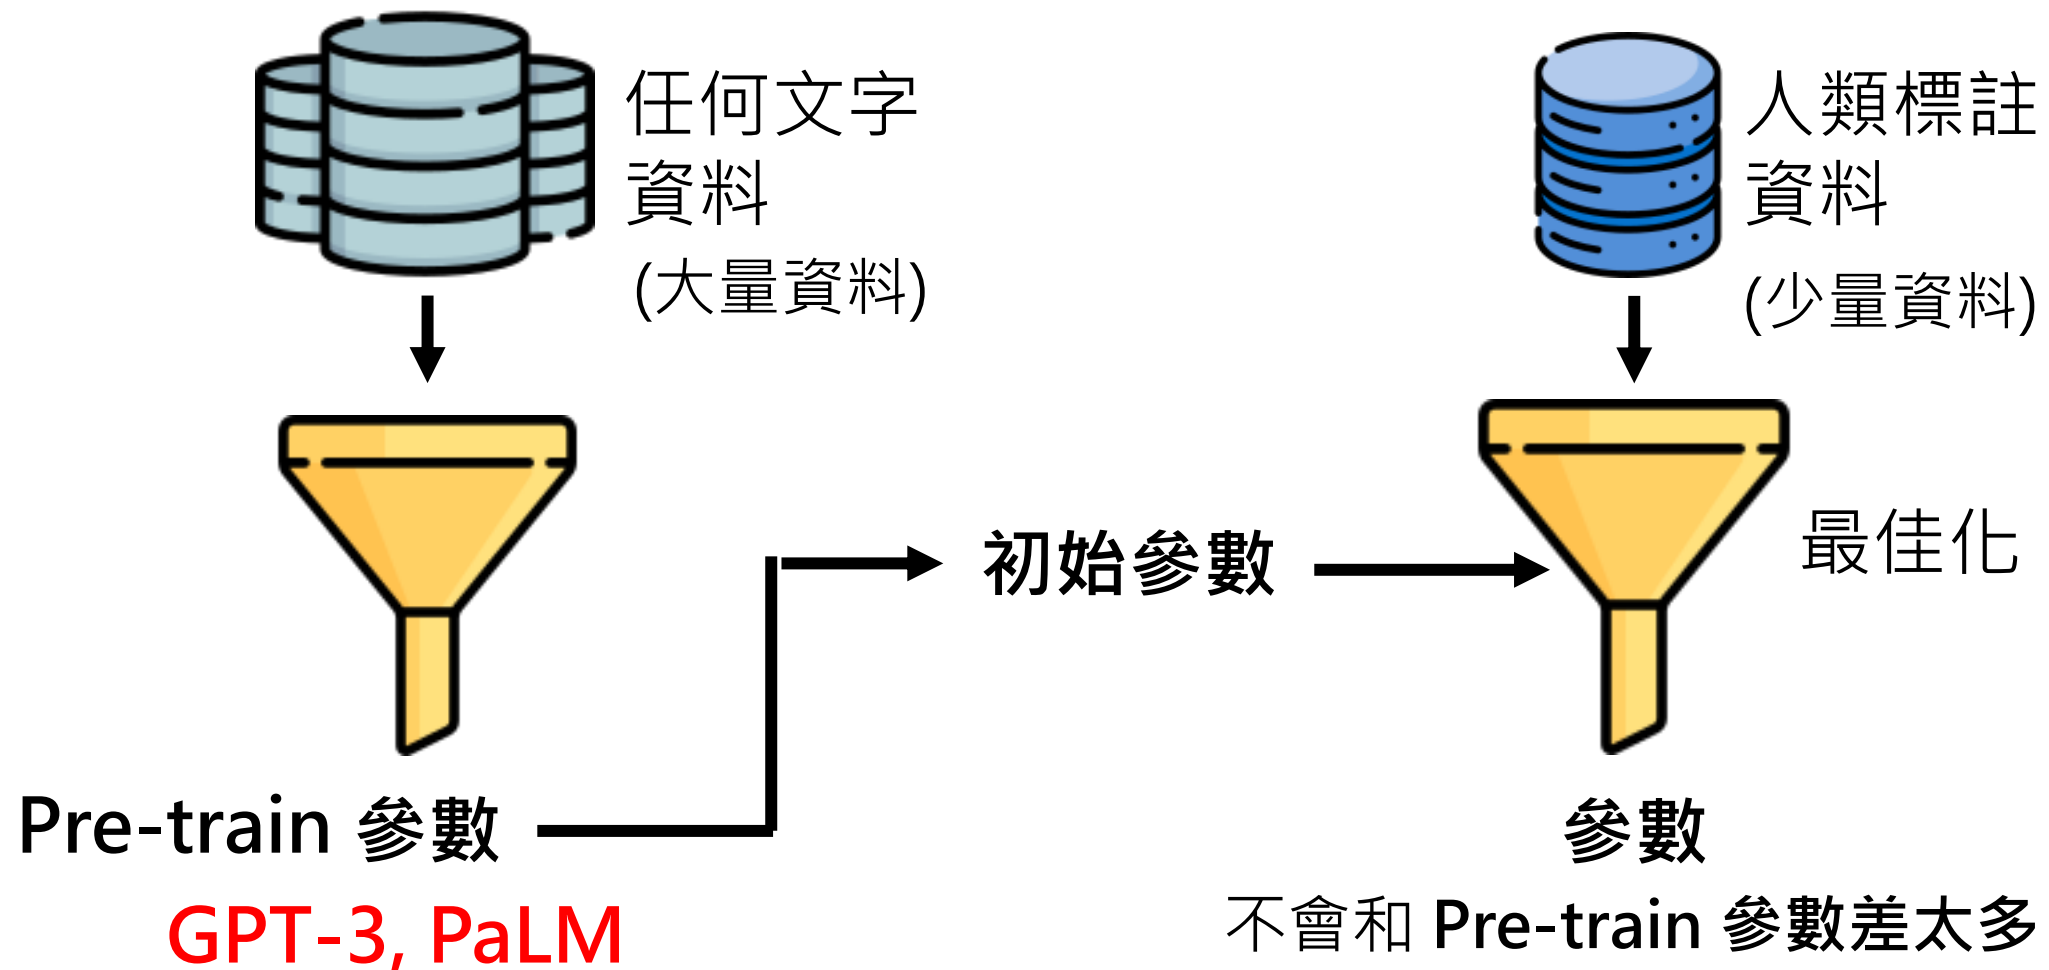 任何文字
資料
(大量資料)
人類標註
資料
(少量資料)
初始參數
最佳化
Pre-train 參數
GPT-3, PaLM
參數
不會和 Pre-train 參數差太多